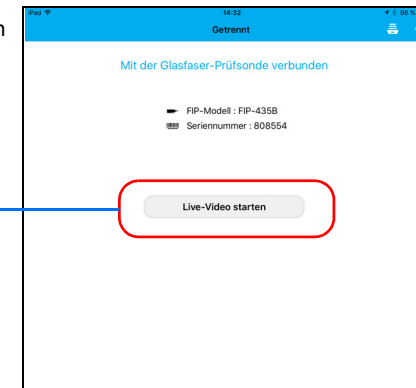 iPad 14:32 96 %
Getrennt
Mit der Glasfaser-Prüfsonde verbunden
FIP-Modell : FIP-435B
Seriennummer : 808554
Live-Video starten